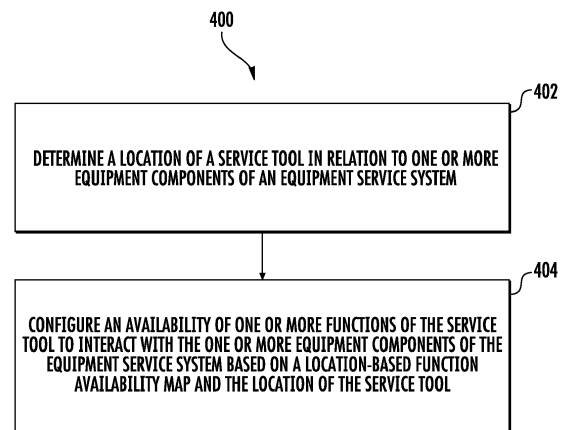 400
402
DETERMINE A LOCATION OF A SERVICE TOOL IN RELATION TO ONE OR MORE
EQUIPMENT COMPONENTS OF AN EQUIPMENT SERVICE SYSTEM
404
CONFIGURE AN AVAILABILITY OF ONE OR MORE FUNCTIONS OF THE SERVICE
TOOL TO INTERACT WITH THE ONE OR MORE EQUIPMENT COMPONENTS OF THE
EQUIPMENT SERVICE SYSTEM BASED ON A LOCATION-BASED FUNCTION
AVAILABILITY MAP AND THE LOCATION OF THE SERVICE TOOL